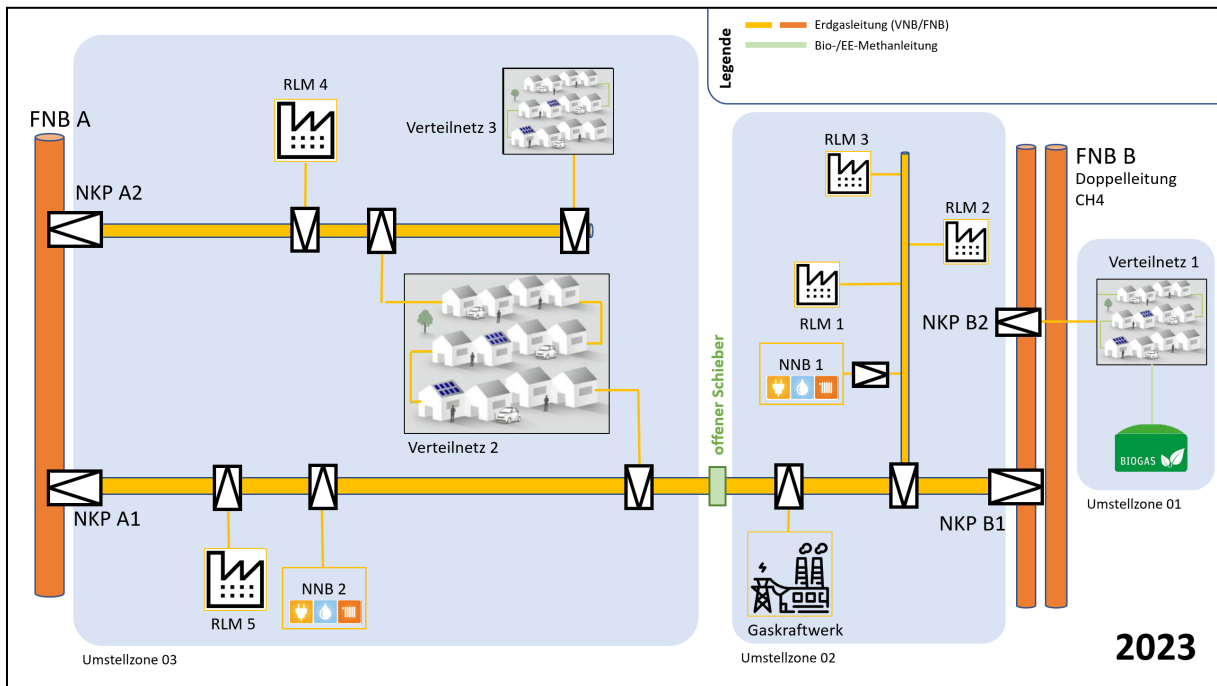 Legende
Erdgasleitung (VNB/FNB)
Bio-/EE-Methanleitung
RLM 4
Verteilnetz 3
FNB A
NKP A2
RLM 3
FNB B
Doppelleitung
CH4
RLM 2
Verteilnetz 1
RLM 1
NKP B2
NNB 1
offener Schieber
Verteilnetz 2
BIOGAS
Umstellzone 01
NKP A1
NKP B1
RLM 5
NNB 2
Gaskraftwerk
Umstellzone 03
Umstellzone 02
2023